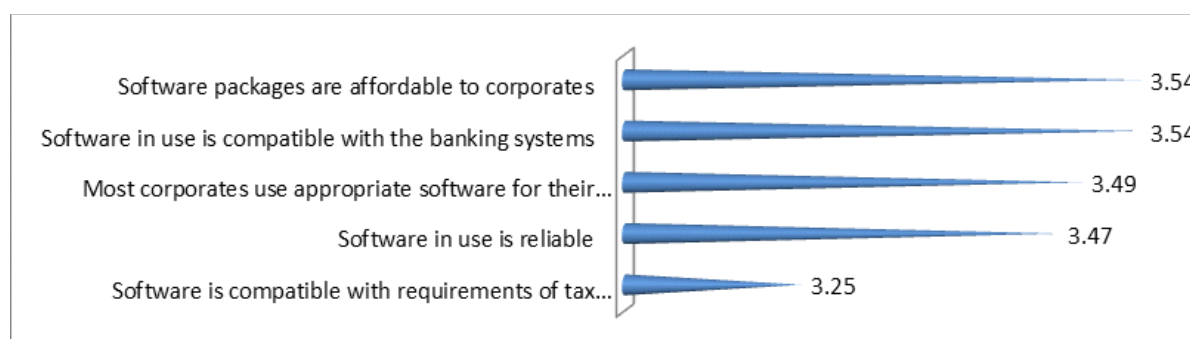 Software packages are affordable to corporates 3.54
Software in use is compatible with the banking systems 3.54
Most corporates use appropriate software for their... 3.49
Software in use is reliable 3.47
Software is compatible with requirements of tax... 3.25